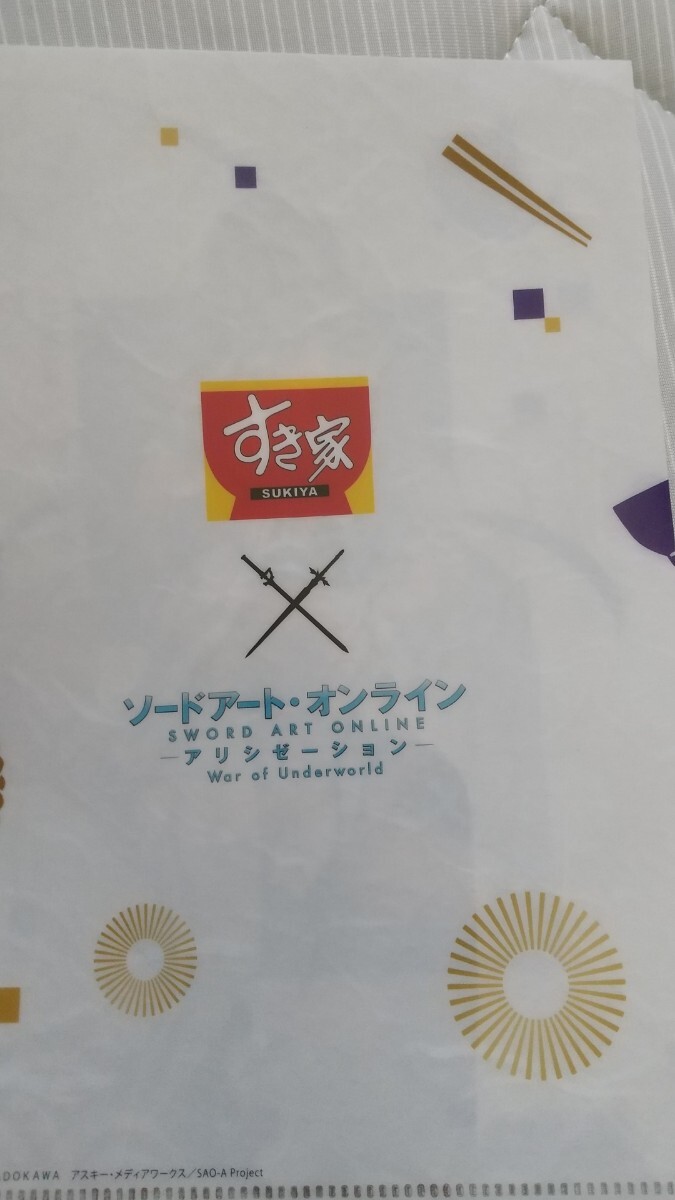 すき家
SUKIYA
ソードアート・オンライン
SWORD ART ONLINE
―アリシゼーション―
War of Underworld
DOKAWA アスキー・メディアワークス／SAO-A Project